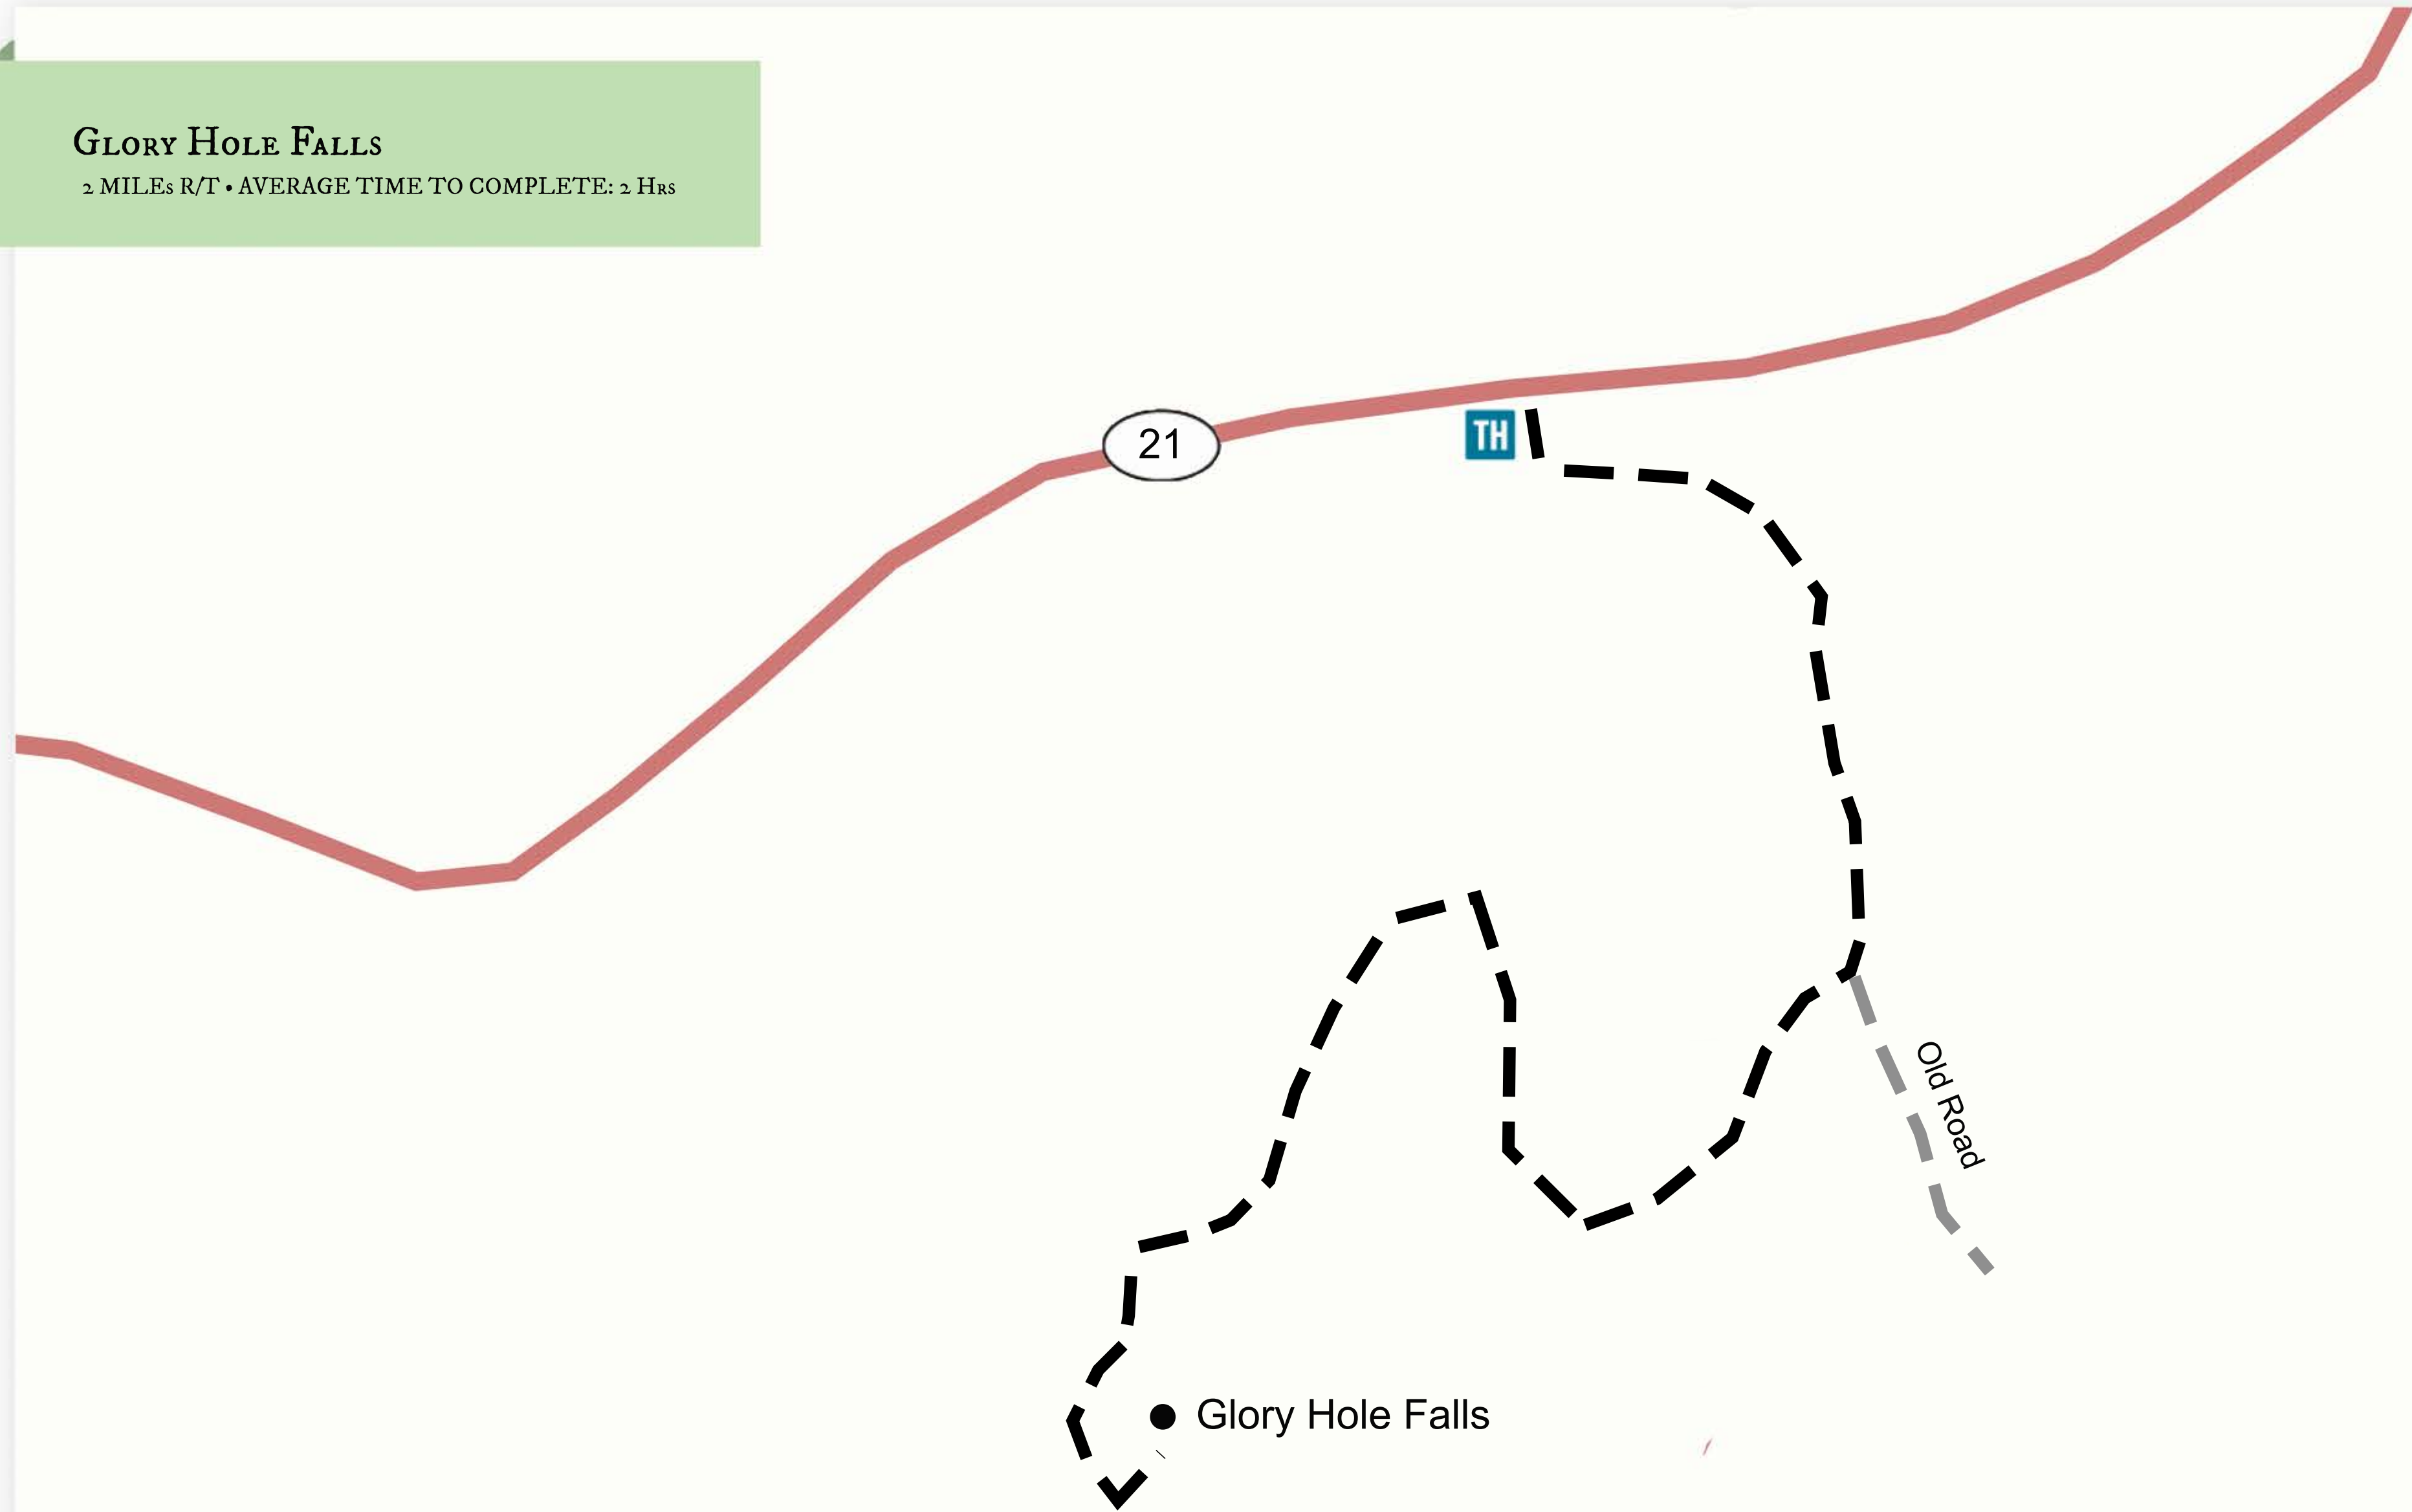 Glory Hole Falls
2 MILEs R/T • AVERAGE TIME TO COMPLETE: 2 Hrs
21
TH
Old Road
Glory Hole Falls